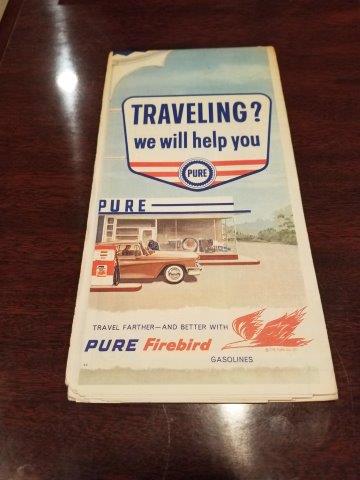 TRAVELING?
we will help you
PURE
PURE
TRAVEL FARTHER—AND BETTER WITH
PURE Firebird
GASOLINES